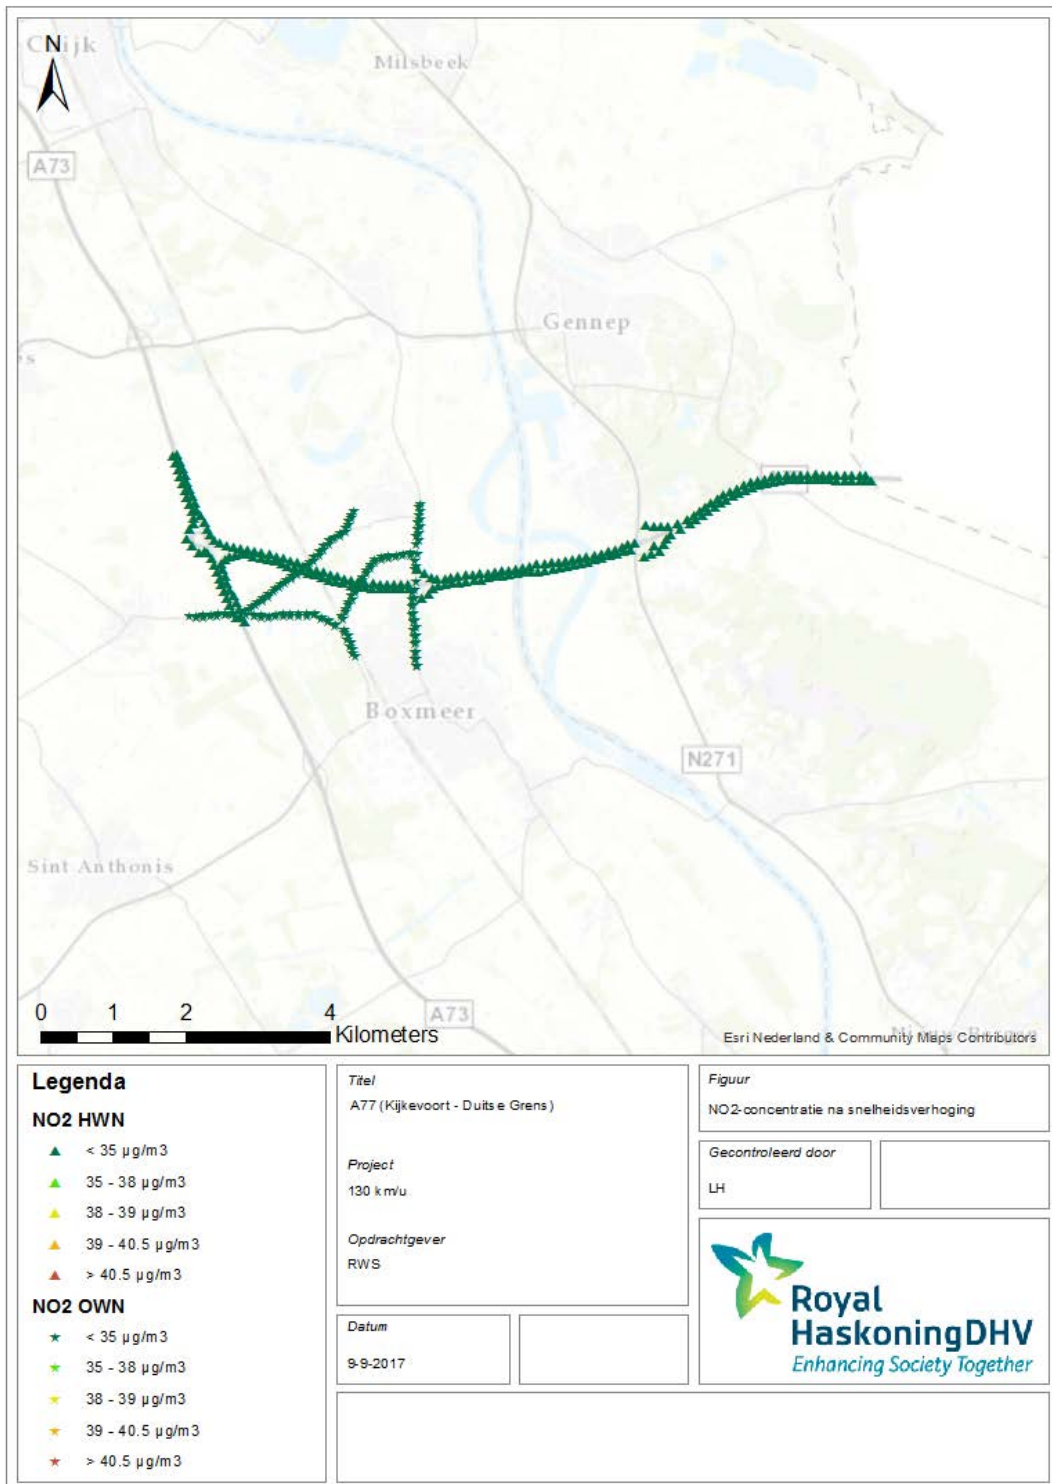 N
Milsbeek
A73
Gennep
Boxmeer
N271
Sint Anthonis
0 1 2 4
Kilometers
A73
Esri Nederland & Community Maps Contributors
Legenda
NO2 HWN
< 35 µg/m3
35 - 38 µg/m3
38 - 39 µg/m3
39 - 40.5 µg/m3
> 40.5 µg/m3
NO2 OWN
< 35 µg/m3
35 - 38 µg/m3
38 - 39 µg/m3
39 - 40.5 µg/m3
> 40.5 µg/m3
Titel
A77 (Kijkevoort - Duitse Grens)
Project
130 km/u
Opdrachtgever
RWS
Datum
9-9-2017
Figuur
NO2-concentratie na snelheidsverhoging
Gecontroleerd door
LH
Royal
HaskoningDHV
Enhancing Society Together